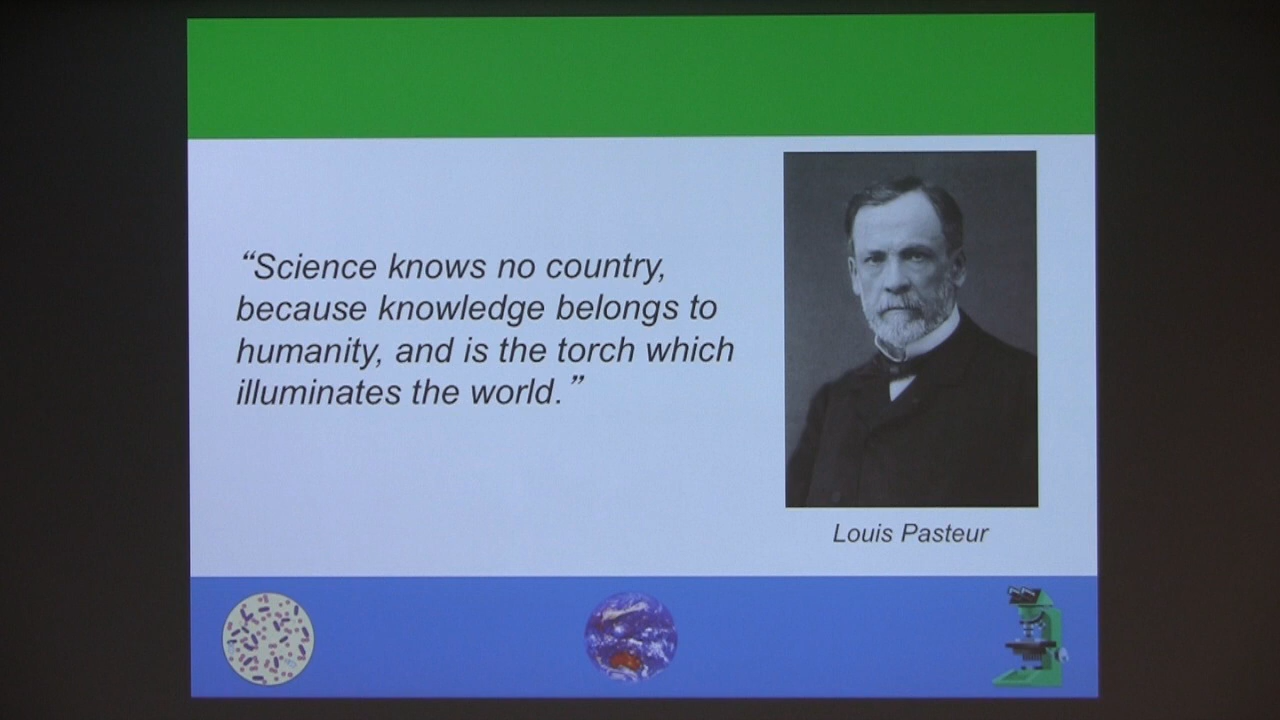 “Science knows no country,
because knowledge belongs to
humanity, and is the torch which
illuminates the world.”
Louis Pasteur